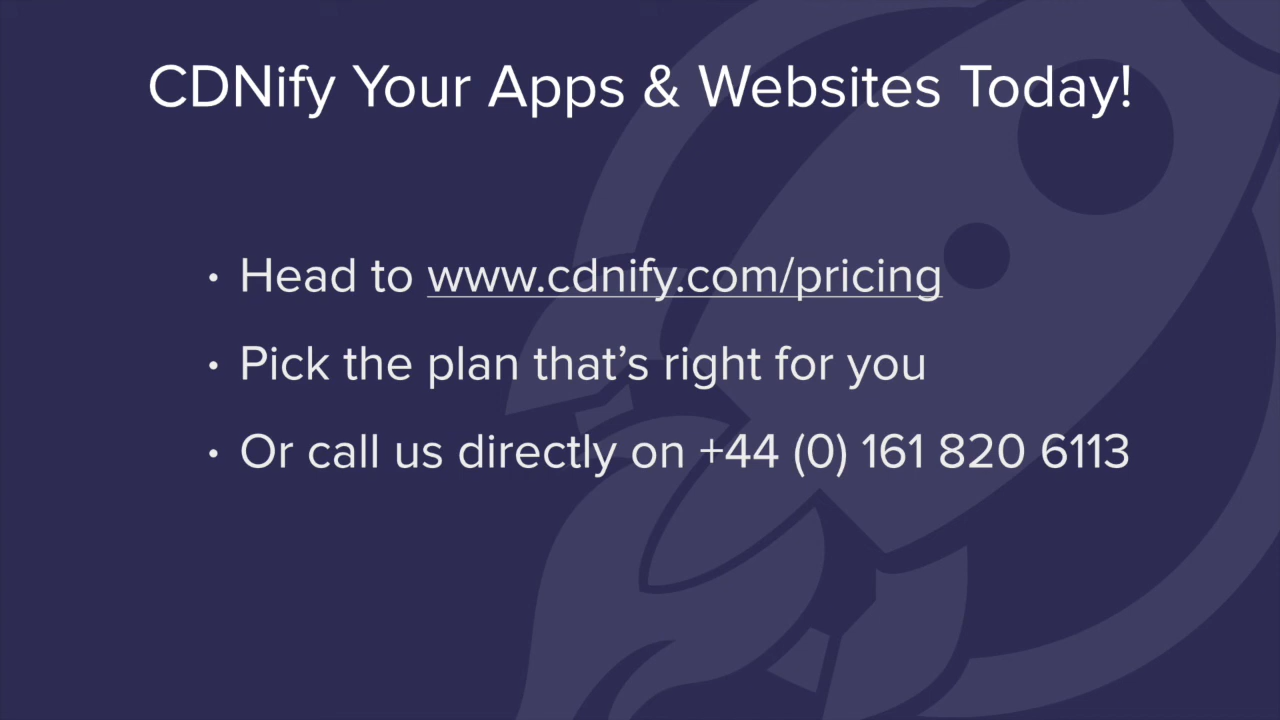 CDNify Your Apps & Websites Today!
• Head to www.cdnify.com/pricing
• Pick the plan that’s right for you
• Or call us directly on +44 (0) 161 820 6113